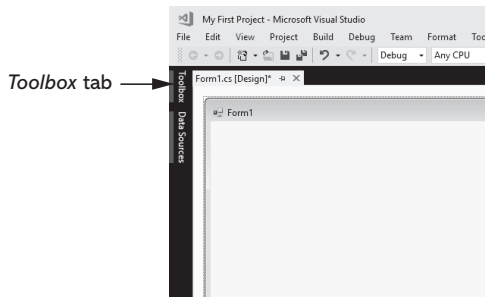 My First Project - Microsoft Visual Studio
File Edit View Project Build Debug Team Format Too
Debug Any CPU
Toolbox tab
Toolbox
Data Sources
Form1.cs [Design]*
Form1